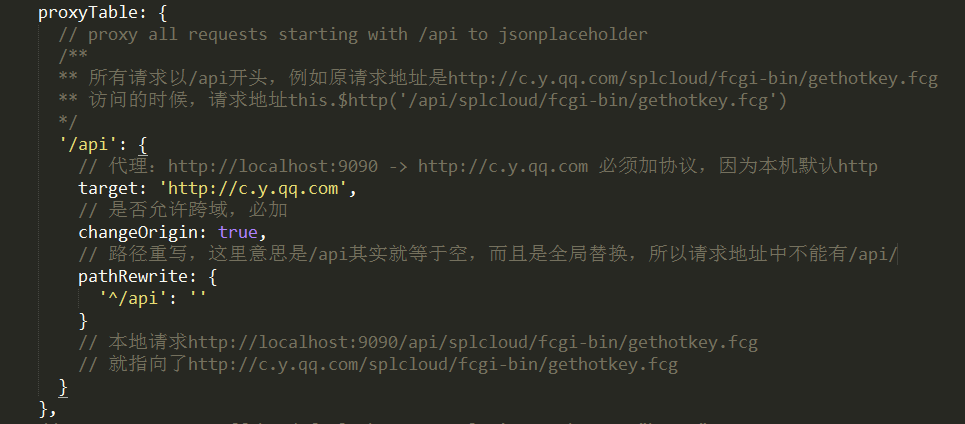 proxyTable: {
// proxy all requests starting with /api to jsonplaceholder
/**
** 所有请求以/api开头，例如原请求地址是http://c.y.qq.com/splcloud/fcgi-bin/gethotkey.fcg
** 访问的时候，请求地址this.$http('/api/splcloud/fcgi-bin/gethotkey.fcg')
*/
'/api': {
// 代理：http://localhost:9090 -> http://c.y.qq.com 必须加协议，因为本机默认http
target: 'http://c.y.qq.com',
// 是否允许跨域，必加
changeOrigin: true,
// 路径重写，这里意思是/api其实就等于空，而且是全局替换，所以请求地址中不能有/api/
pathRewrite: {
'^/api': ''
}
// 本地请求http://localhost:9090/api/splcloud/fcgi-bin/gethotkey.fcg
// 就指向了http://c.y.qq.com/splcloud/fcgi-bin/gethotkey.fcg
}
},